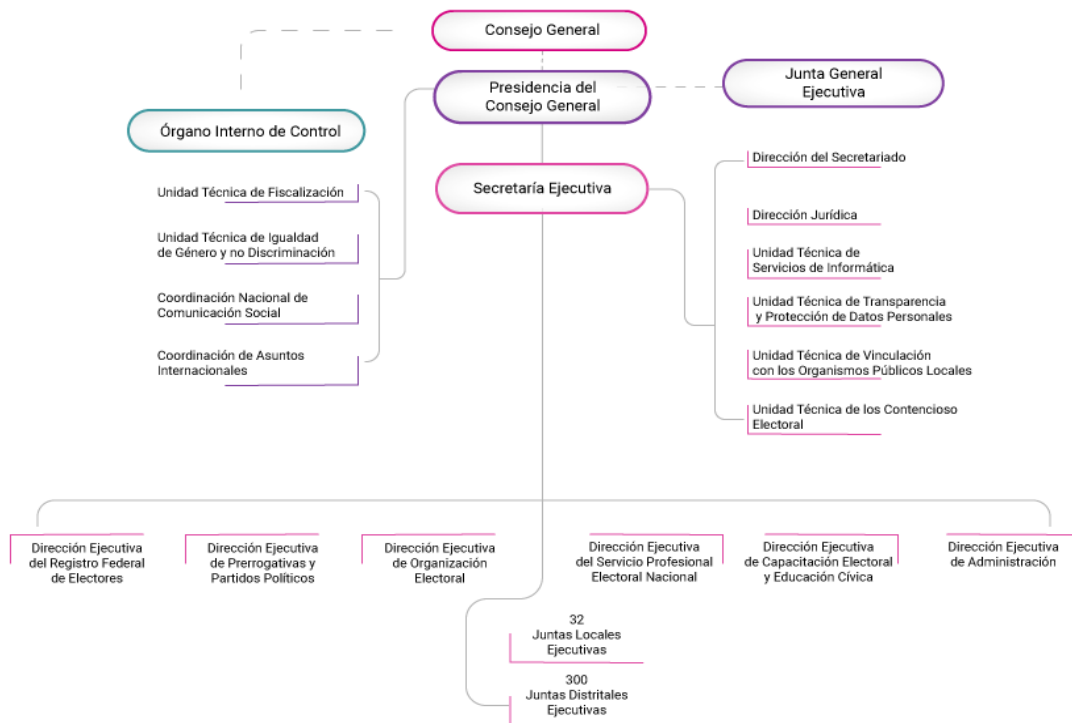 Consejo General
Presidencia del
Consejo General
Junta General
Ejecutiva
Órgano Interno de Control
Secretaría Ejecutiva
Unidad Técnica de Fiscalización
Unidad Técnica de Igualdad
de Género y no Discriminación
Coordinación Nacional de
Comunicación Social
Coordinación de Asuntos
Internacionales
Dirección del Secretariado
Dirección Jurídica
Unidad Técnica de
Servicios de Informática
Unidad Técnica de Transparencia
y Protección de Datos Personales
Unidad Técnica de Vinculación
con los Organismos Públicos Locales
Unidad Técnica de los Contencioso
Electoral
Dirección Ejecutiva
del Registro Federal
de Electores
Dirección Ejecutiva
de Prerrogativas y
Partidos Políticos
Dirección Ejecutiva
de Organización
Electoral
Dirección Ejecutiva
del Servicio Profesional
Electoral Nacional
Dirección Ejecutiva
de Capacitación Electoral
y Educación Cívica
Dirección Ejecutiva
de Administración
32
Juntas Locales
Ejecutivas
300
Juntas Distritales
Ejecutivas